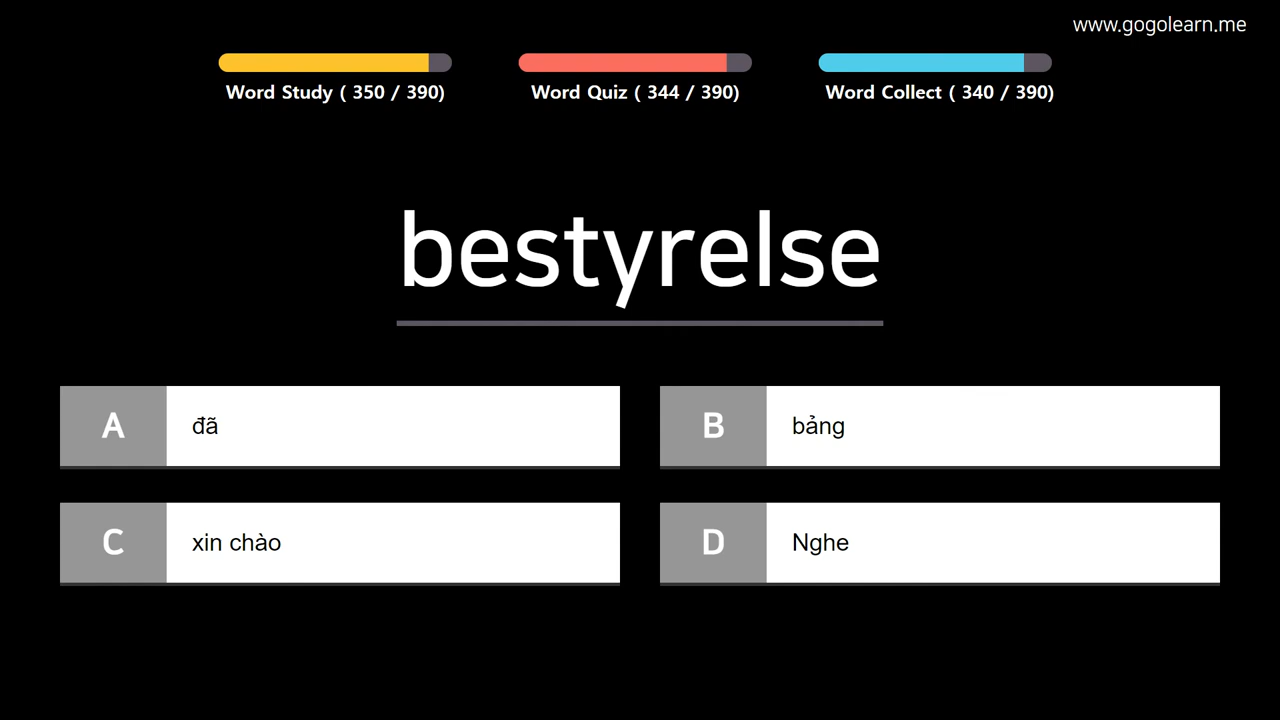 www.gogolearn.me
Word Study ( 350 / 390)
Word Quiz ( 344 / 390)
Word Collect ( 340 / 390)
bestyrelse
A đã
B bảng
C xin chào
D Nghe